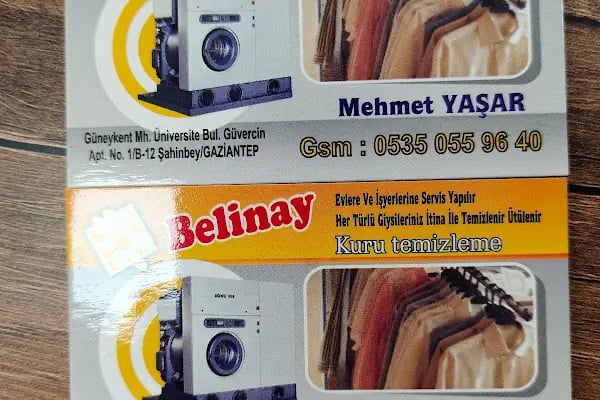 Mehmet YAŞAR
Güneykent Mh. Üniversite Bul. Güvercin
Apt. No. 1/B-12 Şahinbey/GAZİANTEP
Gsm : 0535 055 96 40
Belinay
Evlere Ve İşyerlerine Servis Yapılır
Her Türlü Giysileriniz İtina İle Temizlenir Ütülenir
Kuru temizleme